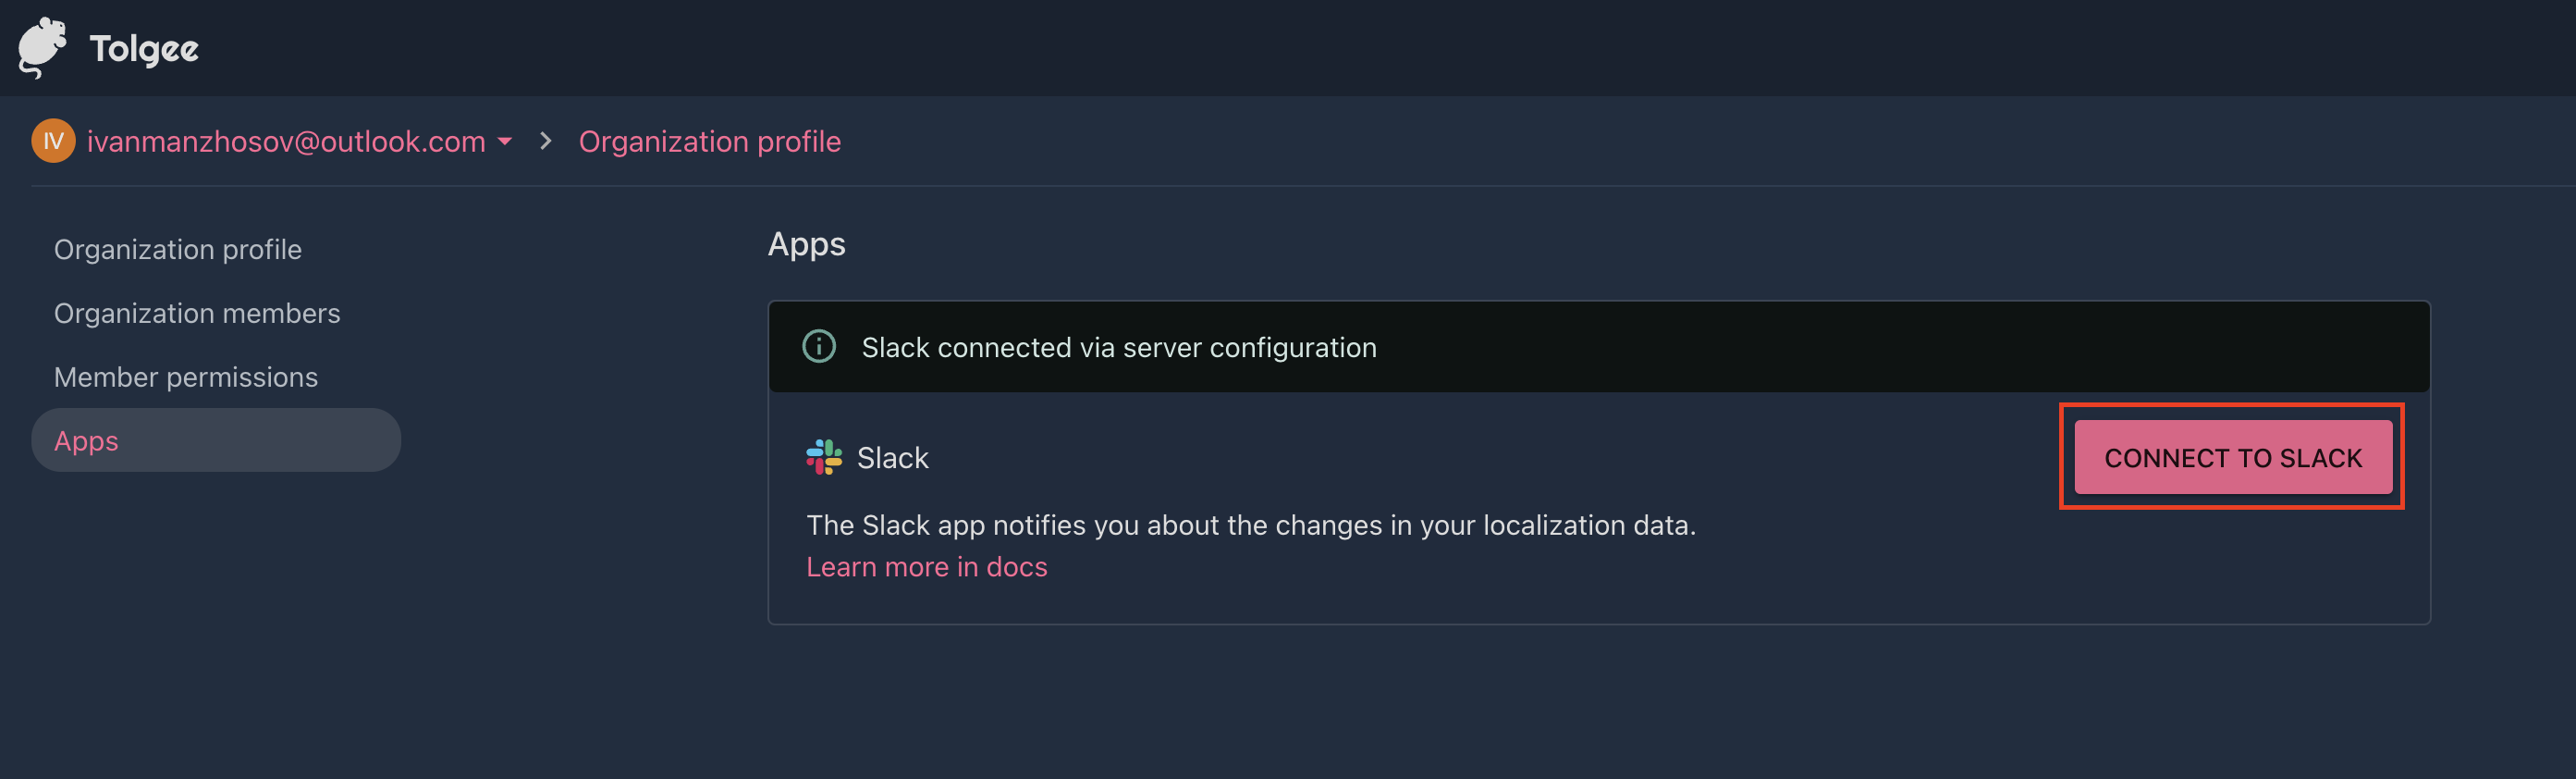 Tolgee
IV ivanmanzhosov@outlook.com > Organization profile
Organization profile
Organization members
Member permissions
Apps
Apps
Slack connected via server configuration
Slack
CONNECT TO SLACK
The Slack app notifies you about the changes in your localization data.
Learn more in docs